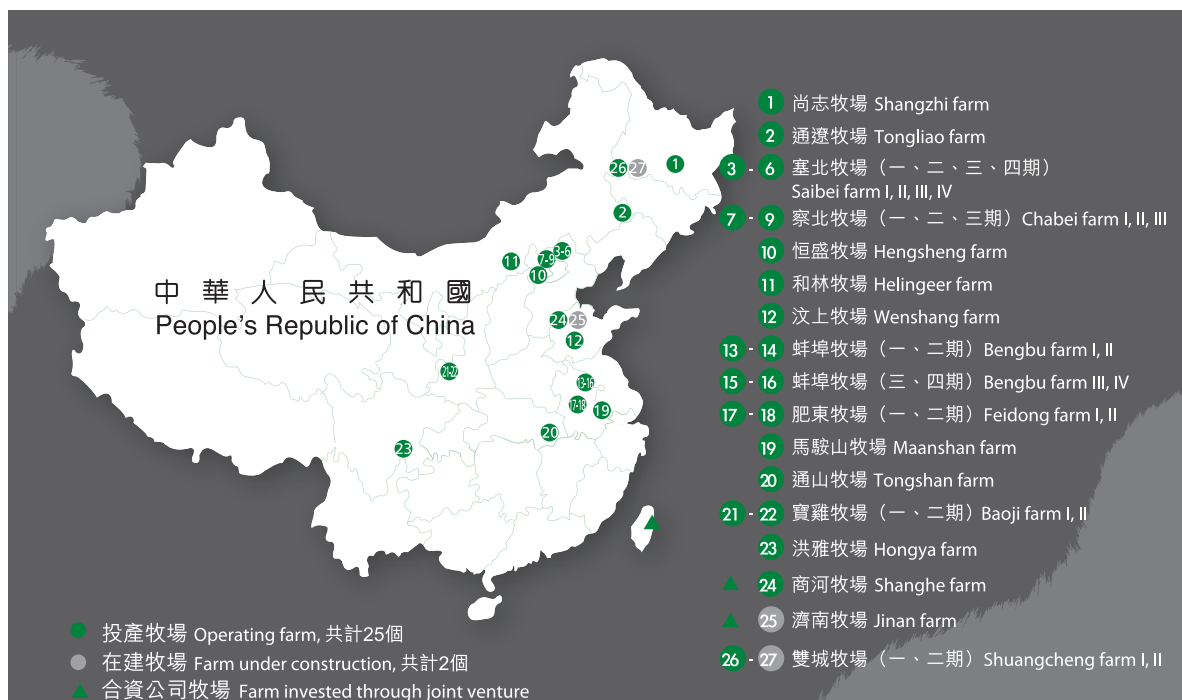 26 27 1
2
3-6
7-9
11
10
中華人民共和國
People's Republic of China
24 25
12
21-22
13-16
17-18 19
20
23
1 尚志牧場 Shangzhi farm
2 通遼牧場 Tongliao farm
3 - 6 塞北牧場（一、二、三、四期）
Saibei farm I, II, III, IV
7 - 9 察北牧場（一、二、三期）Chabei farm I, II, III
10 恒盛牧場 Hengsheng farm
11 和林牧場 Helingeer farm
12 汶上牧場 Wenshang farm
13 - 14 蚌埠牧場（一、二期）Bengbu farm I, II
15 - 16 蚌埠牧場（三、四期）Bengbu farm III, IV
17 - 18 肥東牧場（一、二期）Feidong farm I, II
19 馬鞍山牧場 Maanshan farm
20 通山牧場 Tongshan farm
21 - 22 寶雞牧場（一、二期）Baoji farm I, II
23 洪雅牧場 Hongya farm
24 商河牧場 Shanghe farm
25 濟南牧場 Jinan farm
26 - 27 雙城牧場（一、二期）Shuangcheng farm I, II
投產牧場 Operating farm, 共計25個
在建牧場 Farm under construction, 共計2個
合資公司牧場 Farm invested through joint venture